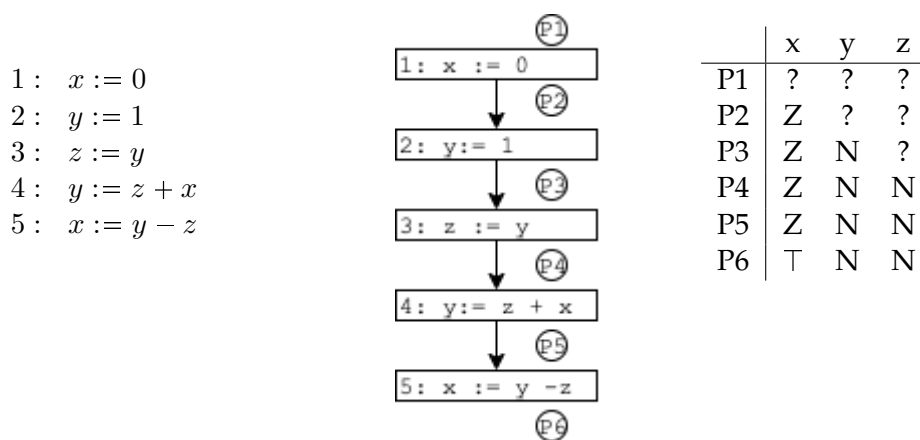 1 : x := 0
2 : y := 1
3 : z := y
4 : y := z + x
5 : x := y − z
P1
1: x := 0
P2
2: y:= 1
P3
3: z := y
P4
4: y:= z + x
P5
5: x := y -z
P6
x y z
P1 ? ? ?
P2 Z ? ?
P3 Z N ?
P4 Z N N
P5 Z N N
P6 ⊤ N N